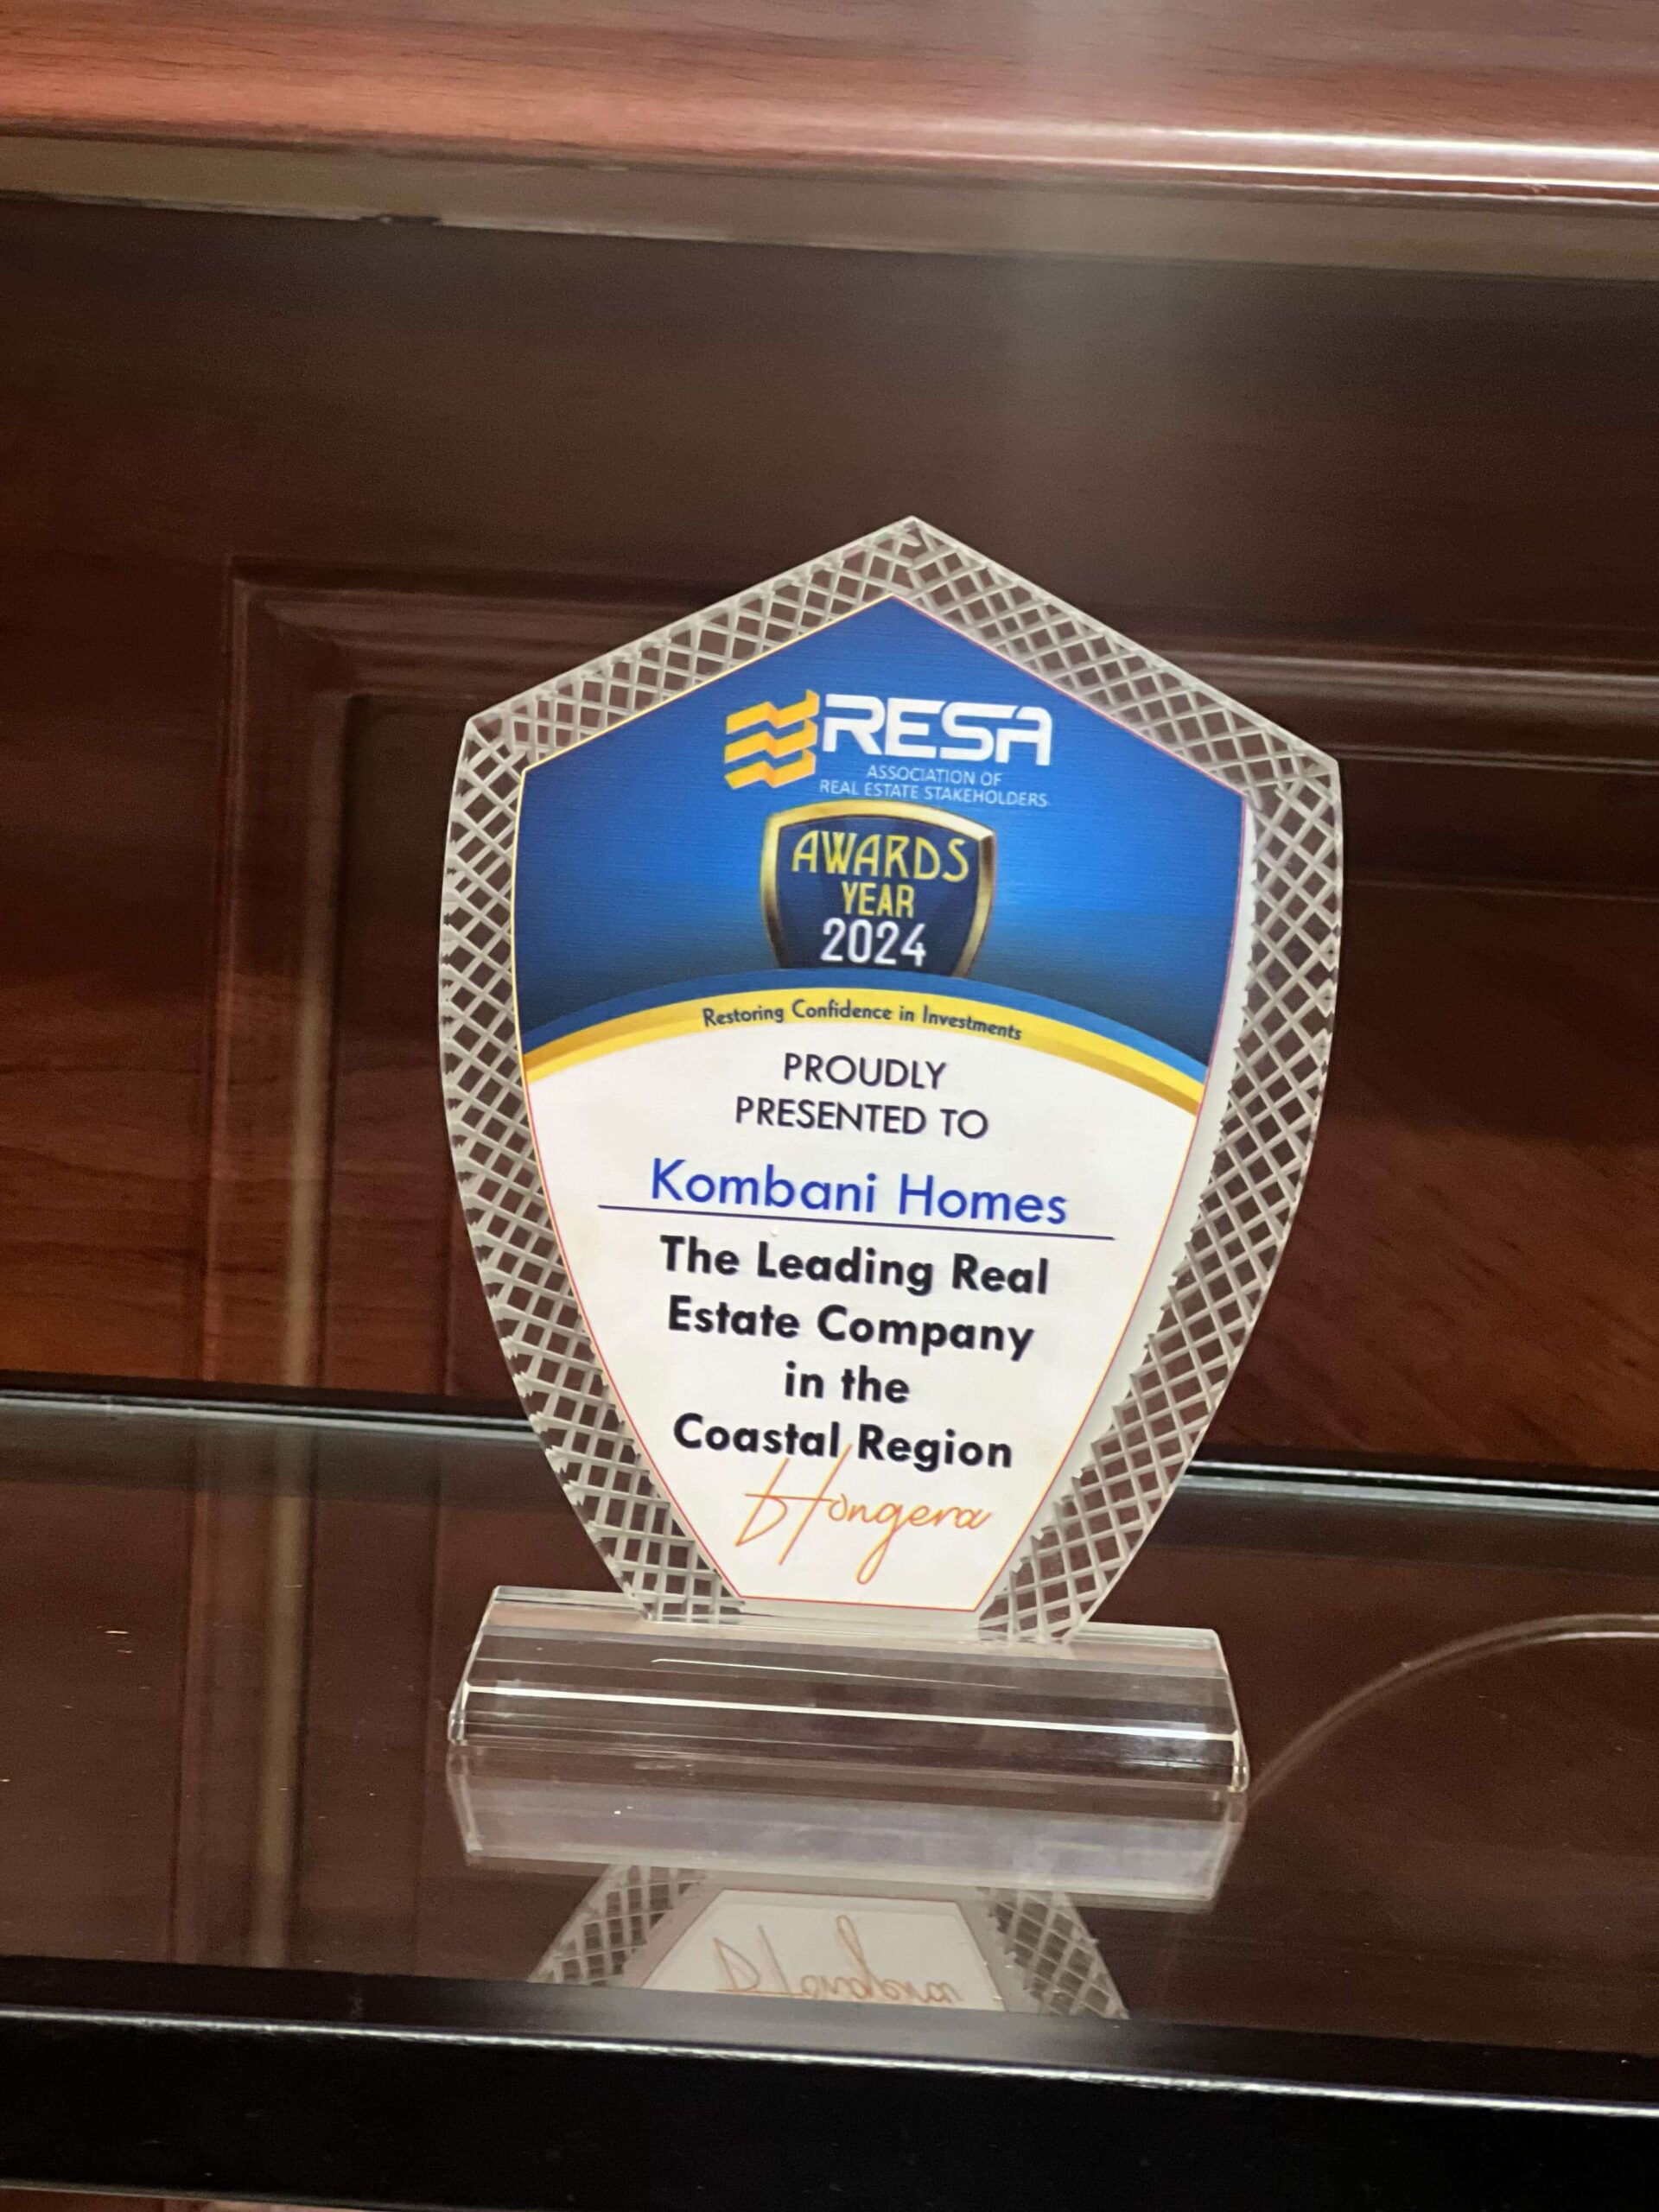 RESA
ASSOCIATION OF
REAL ESTATE STAKEHOLDERS
AWARDS
YEAR
2024
Restoring Confidence in Investments
PROUDLY
PRESENTED TO
Kombani Homes
The Leading Real
Estate Company
in the
Coastal Region
Hongera